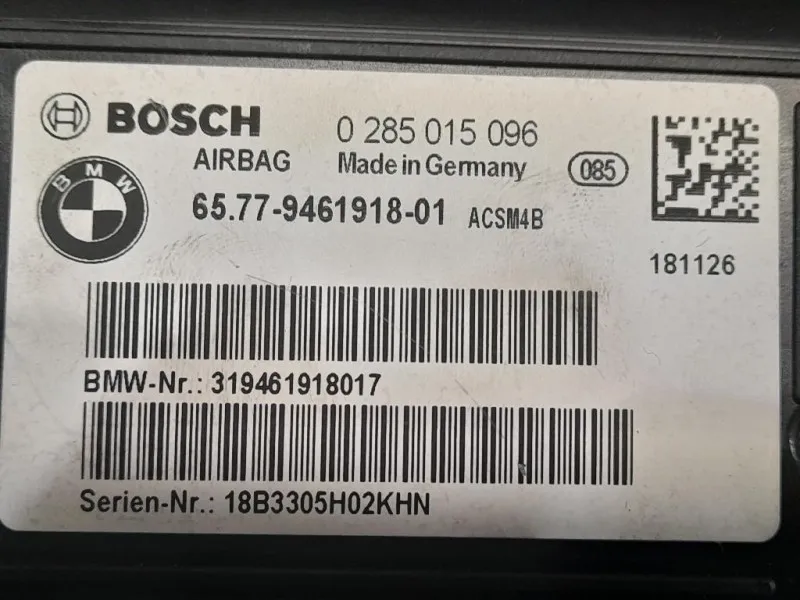 BOSCH 0 285 015 096
AIRBAG Made in Germany 085
BMW 65.77-9461918-01 ACSM4B
181126
BMW-Nr.: 319461918017
Serien-Nr.: 18B3305H02KHN